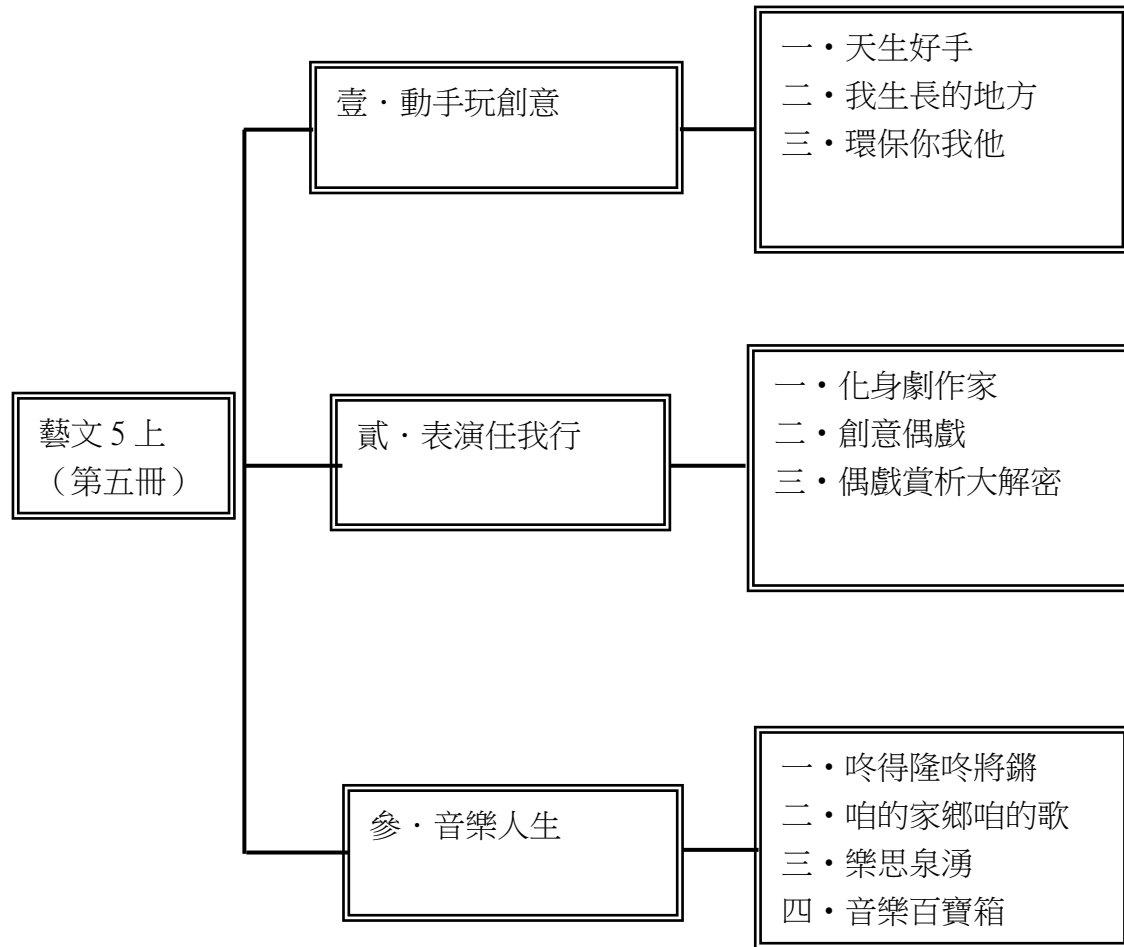 藝文 5 上
（第五冊）
壹．動手玩創意
一・天生好手
二・我生長的地方
三・環保你我他
貳．表演任我行
一・化身劇作家
二・創意偶戲
三・偶戲賞析大解密
參．音樂人生
一・咚得隆咚將鏘
二・咱的家鄉咱的歌
三・樂思泉湧
四・音樂百寶箱